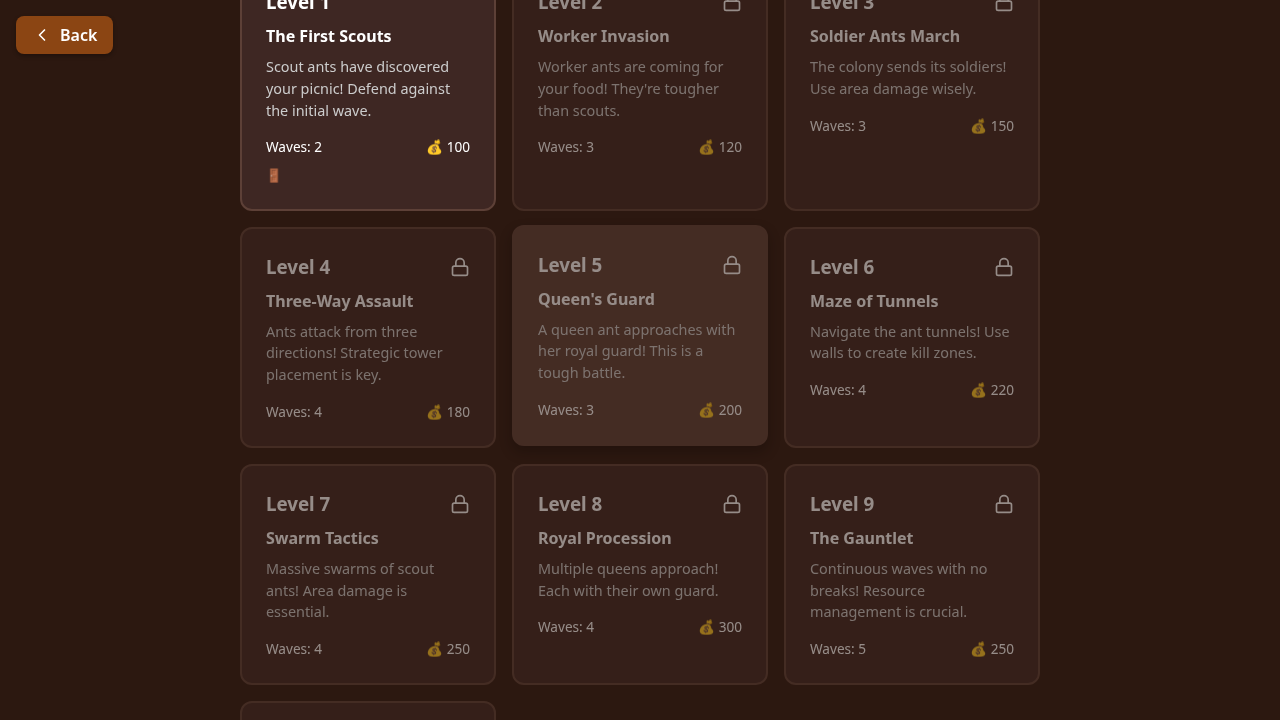 Back
Level 1
The First Scouts
Scout ants have discovered
your picnic! Defend against
the initial wave.
Waves: 2
💰 100
Level 2
Worker Invasion
Worker ants are coming for
your food! They're tougher
than scouts.
Waves: 3
💰 120
Level 3
Soldier Ants March
The colony sends its soldiers!
Use area damage wisely.
Waves: 3
💰 150
Level 4
Three-Way Assault
Ants attack from three
directions! Strategic tower
placement is key.
Waves: 4
💰 180
Level 5
Queen's Guard
A queen ant approaches with
her royal guard! This is a
tough battle.
Waves: 3
💰 200
Level 6
Maze of Tunnels
Navigate the ant tunnels! Use
walls to create kill zones.
Waves: 4
💰 220
Level 7
Swarm Tactics
Massive swarms of scout
ants! Area damage is
essential.
Waves: 4
💰 250
Level 8
Royal Procession
Multiple queens approach!
Each with their own guard.
Waves: 4
💰 300
Level 9
The Gauntlet
Continuous waves with no
breaks! Resource
management is crucial.
Waves: 5
💰 250